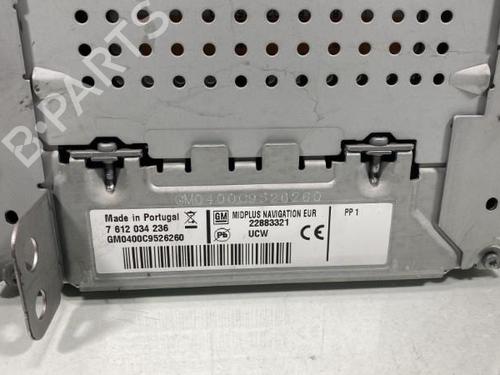 B-PARTS
GM0400C9526260
Made in Portugal
7 612 034 236
GM0400C9526260
GM MIDPLUS NAVIGATION EUR
22883321
Pb UCW CE
PP 1